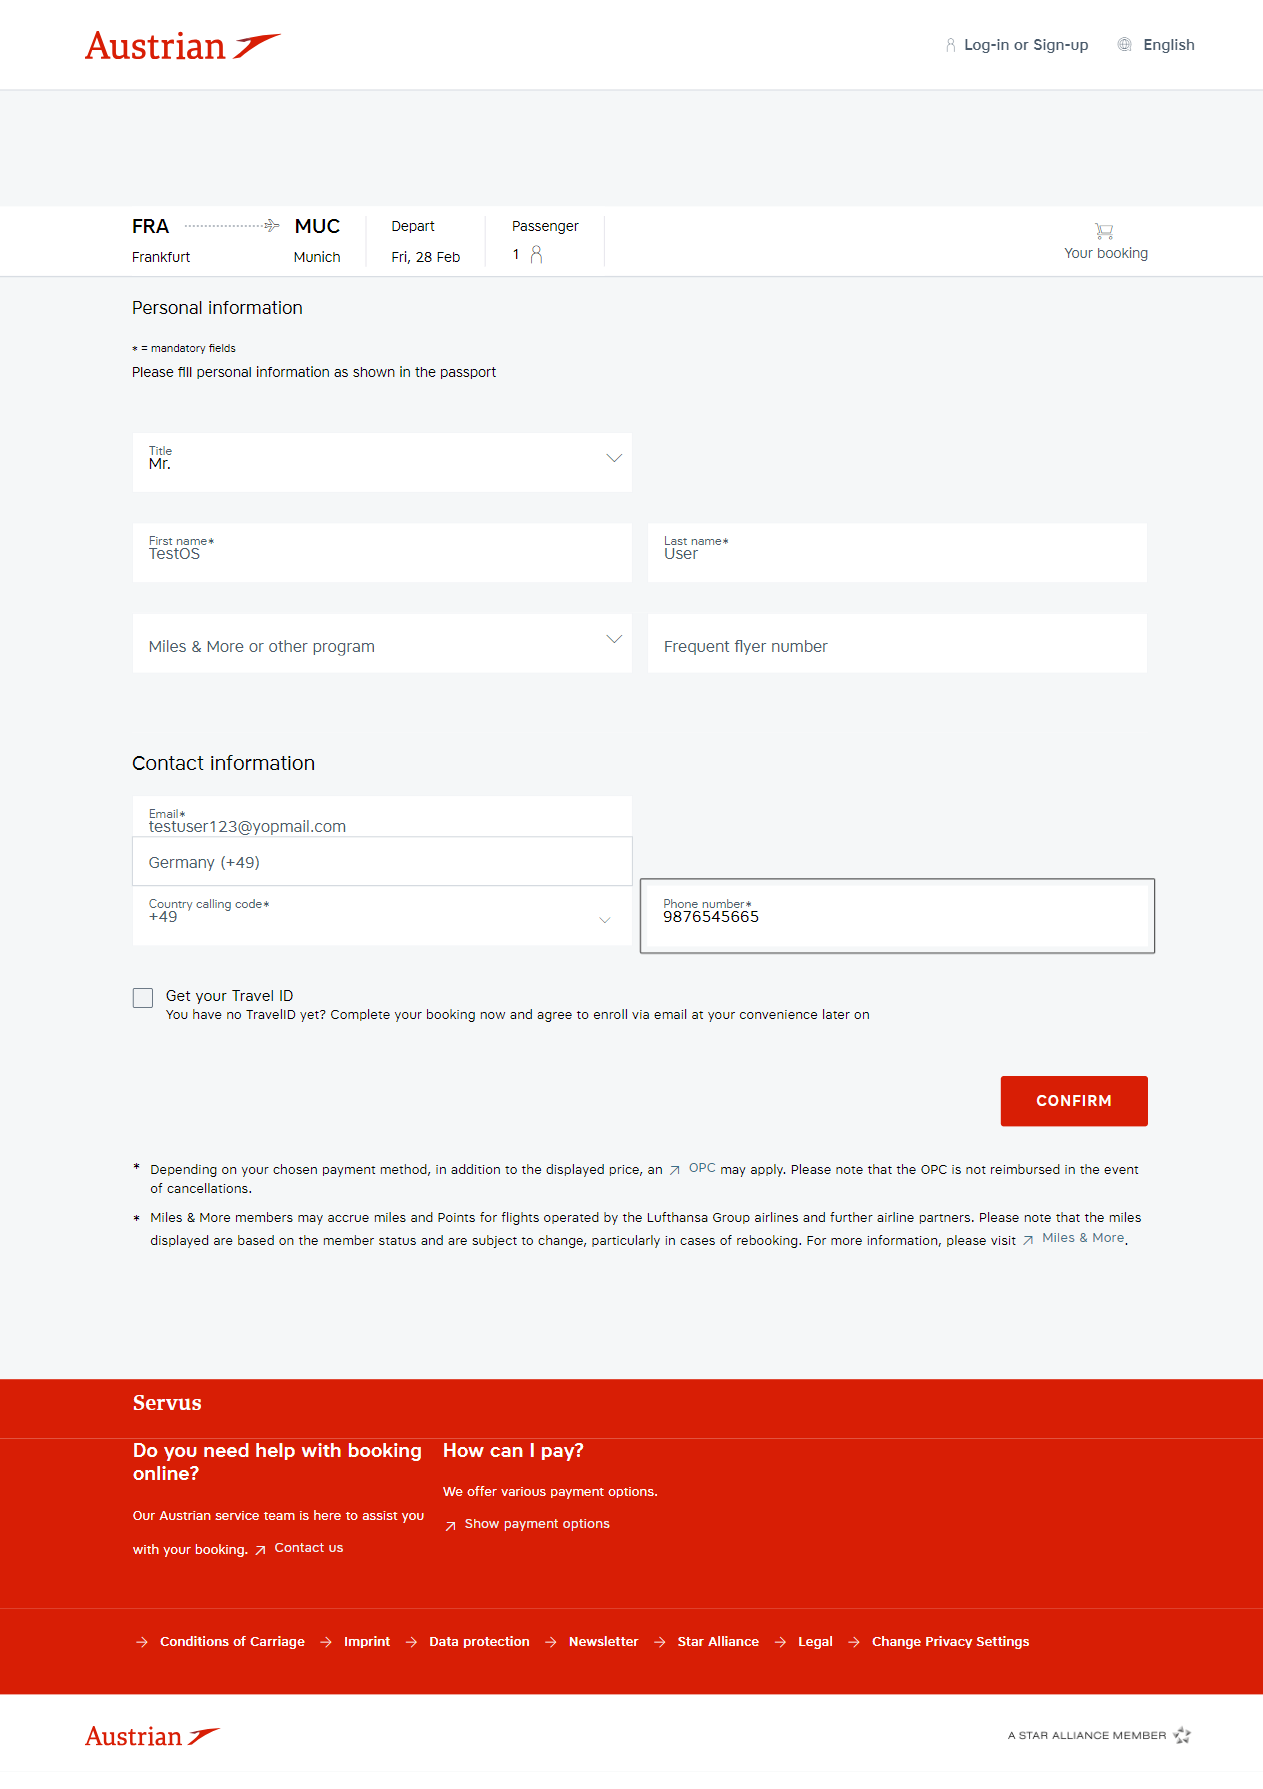 Austrian
Log-in or Sign-up
English
FRA
MUC
Depart
Passenger
Frankfurt
Munich
Fri, 28 Feb
1
Your booking
Personal information
* = mandatory fields
Please fill personal information as shown in the passport
Title
Mr.
First name*
TestOS
Last name*
User
Miles & More or other program
Frequent flyer number
Contact information
Email*
testuser123@yopmail.com
Germany (+49)
Country calling code*
+49
Phone number*
9876545665
Get your Travel ID
You have no TravelID yet? Complete your booking now and agree to enroll via email at your convenience later on
CONFIRM
* Depending on your chosen payment method, in addition to the displayed price, an OPC may apply. Please note that the OPC is not reimbursed in the event
of cancellations.
* Miles & More members may accrue miles and Points for flights operated by the Lufthansa Group airlines and further airline partners. Please note that the miles
displayed are based on the member status and are subject to change, particularly in cases of rebooking. For more information, please visit Miles & More.
Servus
Do you need help with booking
online?
Our Austrian service team is here to assist you
with your booking. Contact us
How can I pay?
We offer various payment options.
Show payment options
Conditions of Carriage Imprint Data protection Newsletter Star Alliance Legal Change Privacy Settings
Austrian
A STAR ALLIANCE MEMBER